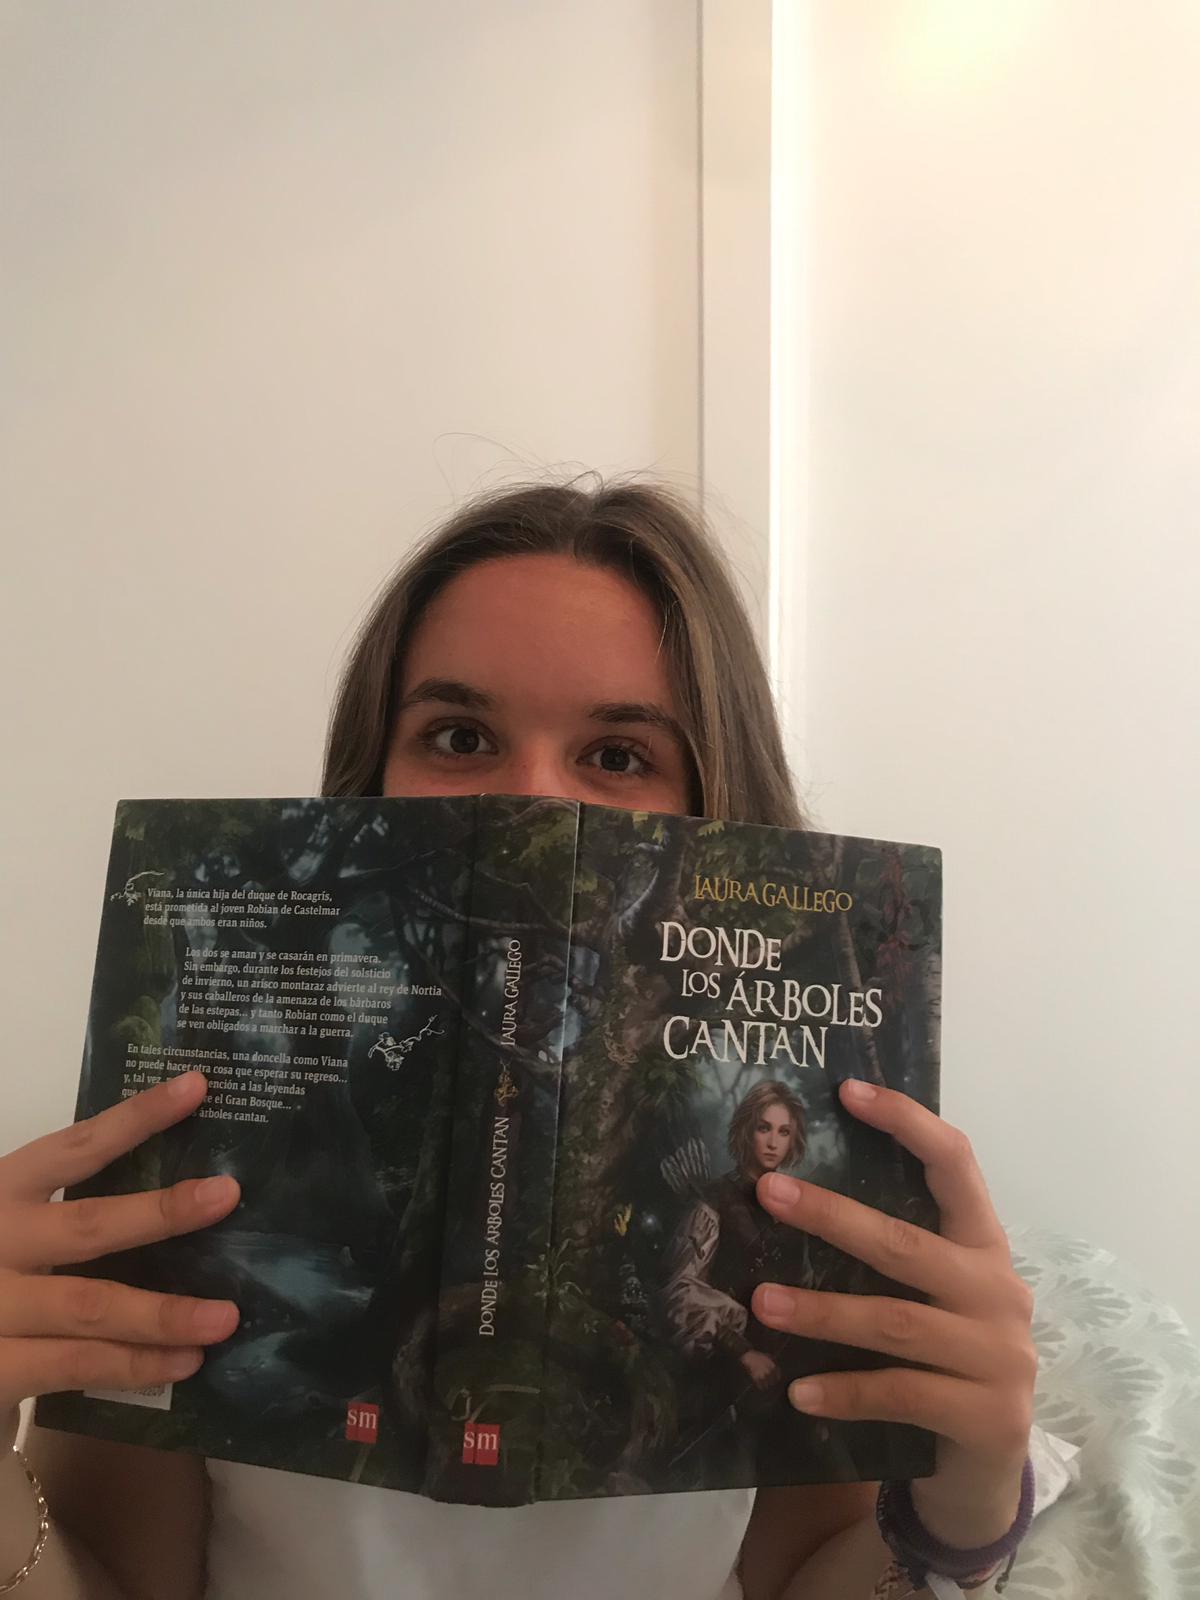 Viana, la única hija del duque de Rocagrís,
está prometida al joven Robian de Castelmar
desde que ambos eran niños.
Los dos se aman y se casarán en primavera.
Sin embargo, durante los festejos del solsticio
de invierno, un arisco montaraz advierte al rey de Nortia
y sus caballeros de la amenaza de los bárbaros
de las estepas... y tanto Robian como el duque
se ven obligados a marchar a la guerra.
En tales circunstancias, una doncella como Viana
no puede hacer otra cosa que esperar su regreso...
y, tal vez, a las leyendas
que el Gran Bosque...
árboles cantan.
sm
LAURA GALLEGO
DONDE LOS ÁRBOLES CANTAN
sm
LAURA GALLEGO
DONDE
LOS ÁRBOLES
CANTAN